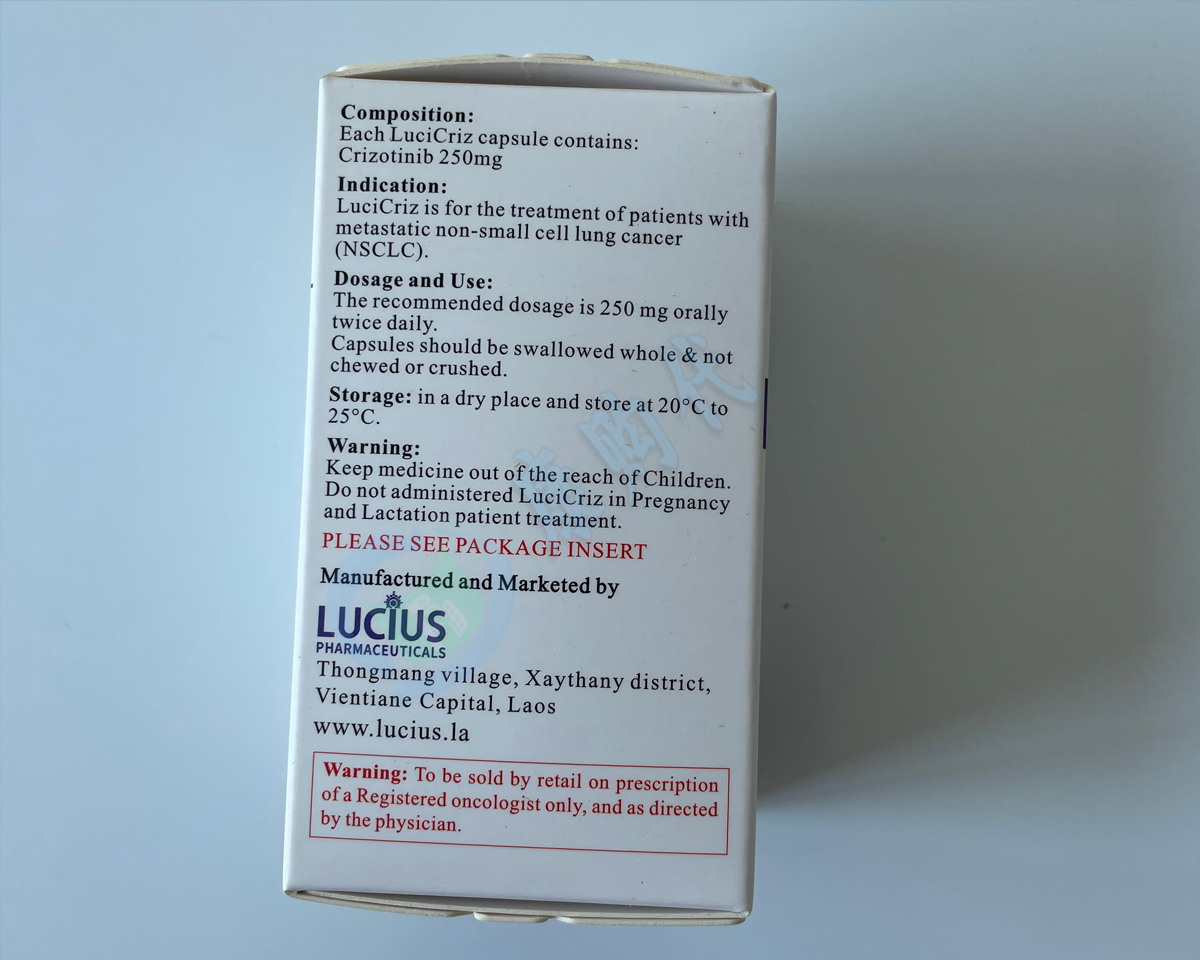 Composition:
Each LuciCriz capsule contains:
Crizotinib 250mg
Indication:
LuciCriz is for the treatment of patients with
metastatic non-small cell lung cancer
(NSCLC).
Dosage and Use:
The recommended dosage is 250 mg orally
twice daily.
Capsules should be swallowed whole & not
chewed or crushed.
Storage: in a dry place and store at 20°C to
25°C.
Warning:
Keep medicine out of the reach of Children.
Do not administered LuciCriz in Pregnancy
and Lactation patient treatment.
PLEASE SEE PACKAGE INSERT
Manufactured and Marketed by
LUCIUS
PHARMACEUTICALS
Thongmang village, Xaythany district,
Vientiane Capital, Laos
www.lucius.la
Warning: To be sold by retail on prescription
of a Registered oncologist only, and as directed
by the physician.